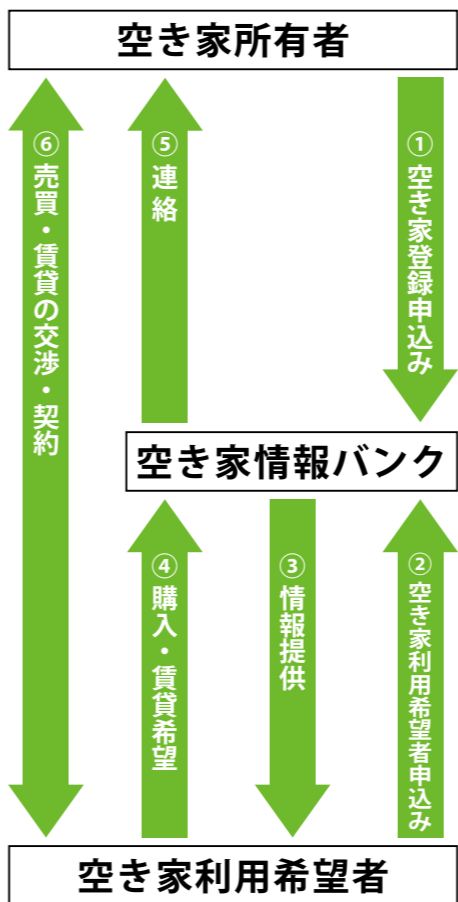 空き家所有者
①空き家登録申込み
⑤連絡
⑥売買・賃貸の交渉・契約
空き家情報バンク
②空き家利用希望者申込み
③情報提供
④購入・賃貸希望
空き家利用希望者